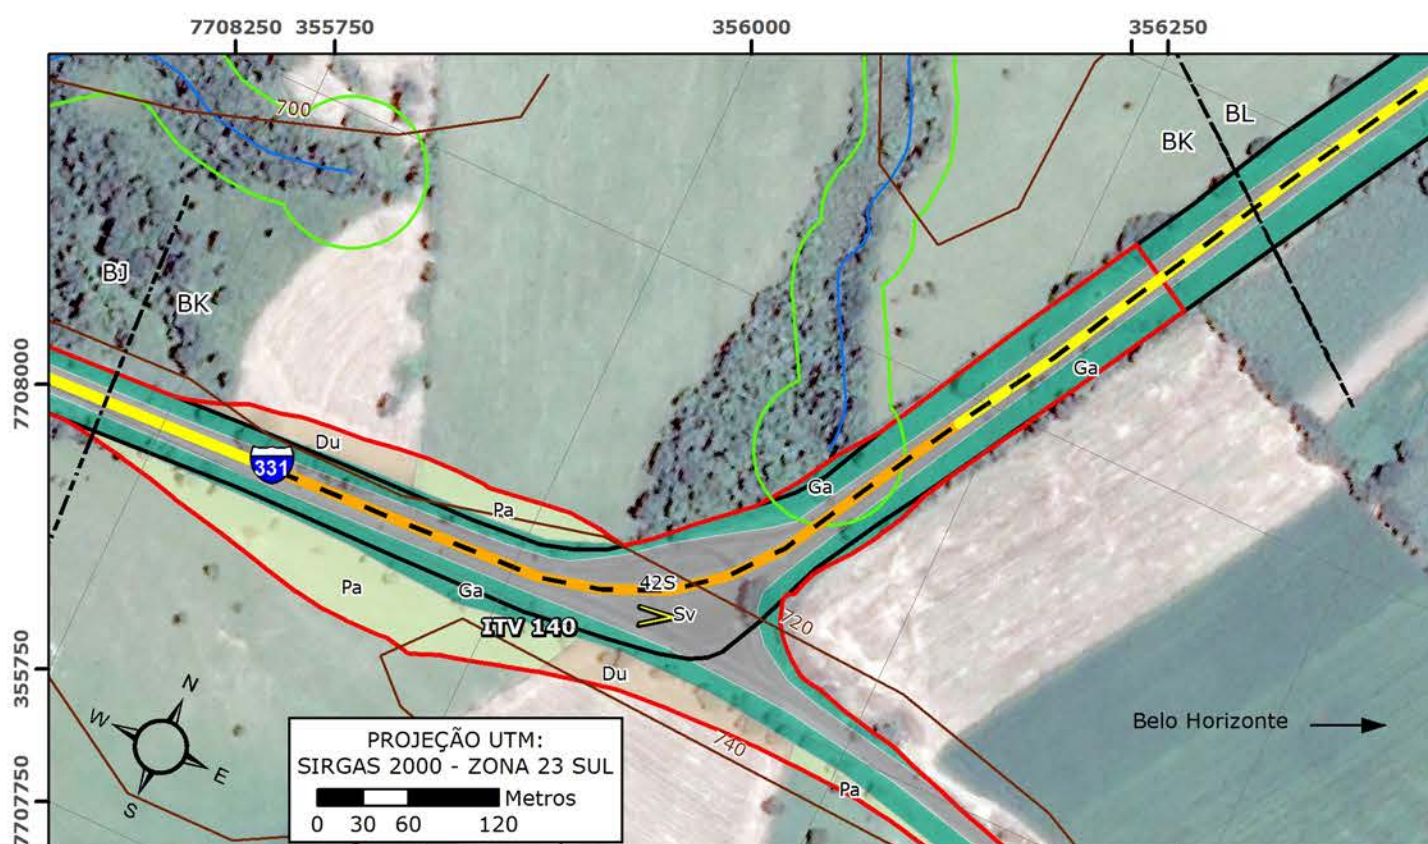 7708250 355750 356000 356250
700
BL
BK
BJ
BK
7708000
Ga
Du
331
Ga
Pa
42S
Pa
Ga
Sv
720
ITV 140
355750
Du
N
W
E
S
Belo Horizonte
740
PROJEÇÃO UTM:
SIRGAS 2000 - ZONA 23 SUL
Metros
0 30 60 120
Pa
7707750